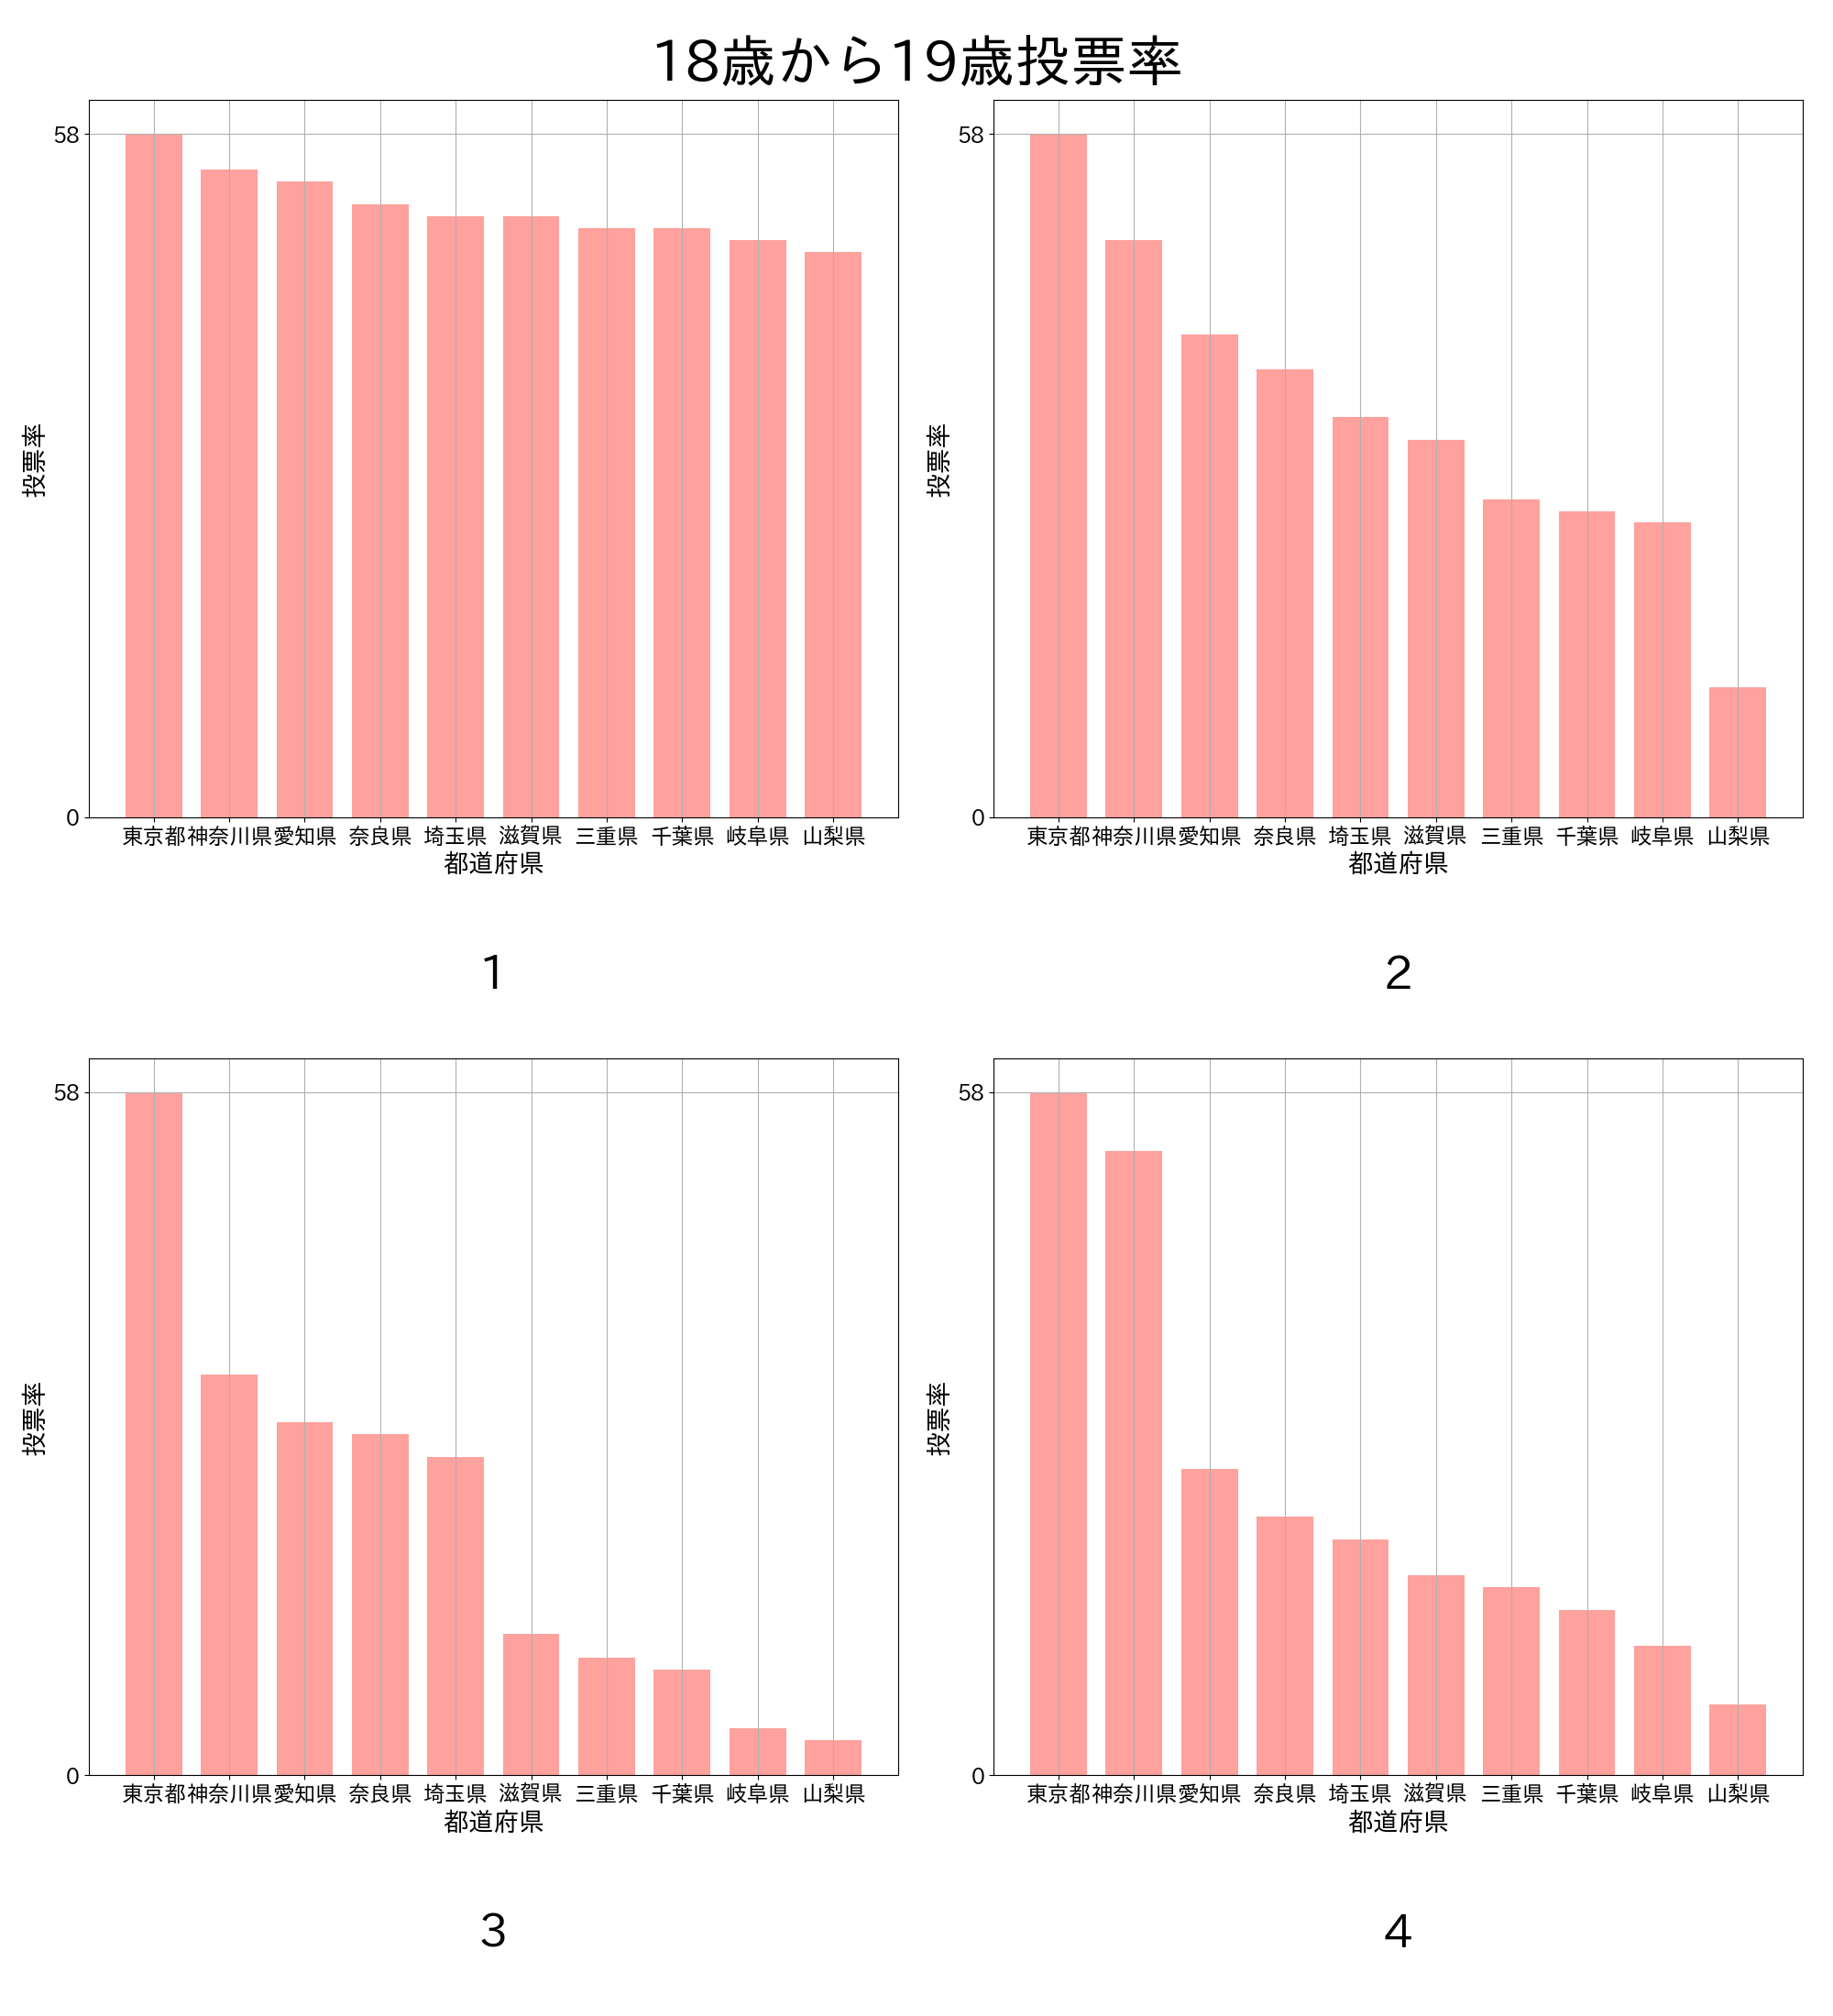 18歳から19歳投票率
58
0
投票率
東京都 神奈川県 愛知県 奈良県 埼玉県 滋賀県 三重県 千葉県 岐阜県 山梨県
都道府県
1
58
0
投票率
東京都 神奈川県 愛知県 奈良県 埼玉県 滋賀県 三重県 千葉県 岐阜県 山梨県
都道府県
2
58
0
投票率
東京都 神奈川県 愛知県 奈良県 埼玉県 滋賀県 三重県 千葉県 岐阜県 山梨県
都道府県
3
58
0
投票率
東京都 神奈川県 愛知県 奈良県 埼玉県 滋賀県 三重県 千葉県 岐阜県 山梨県
都道府県
4